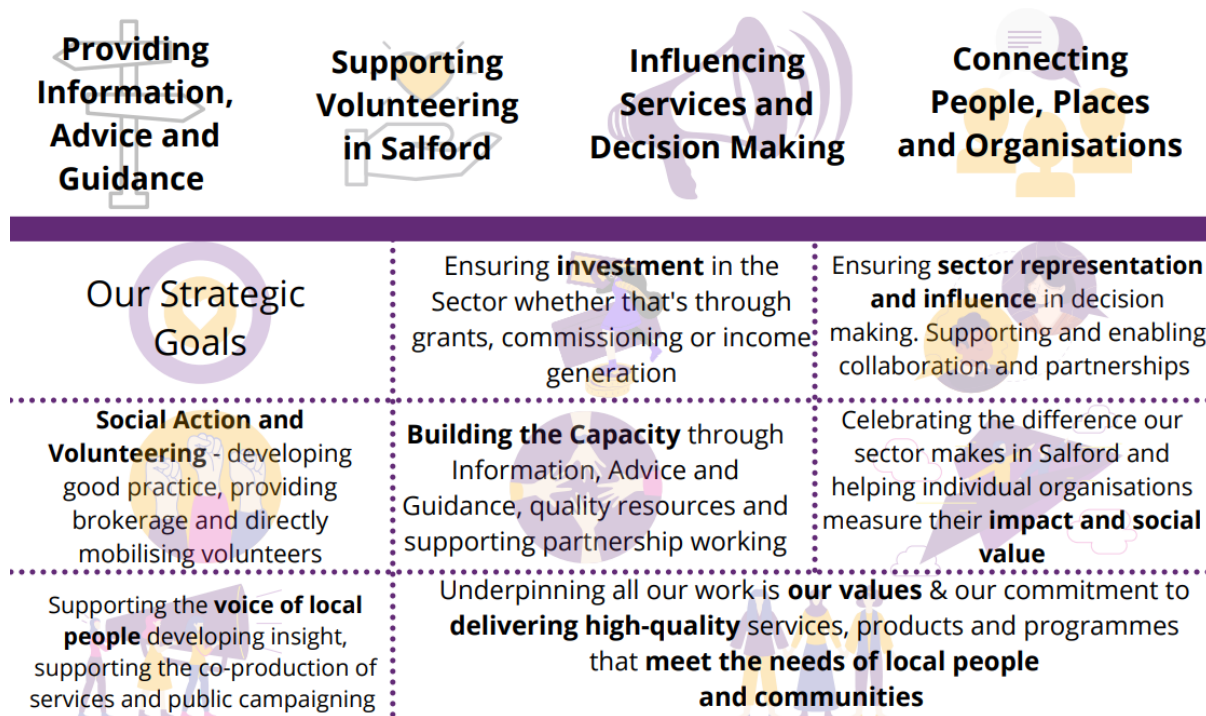 Providing
Information,
Advice and
Guidance
Supporting
Volunteering
in Salford
Influencing
Services and
Decision Making
Connecting
People, Places
and Organisations
Our Strategic
Goals
Ensuring investment in the
Sector whether that's through
grants, commissioning or income
generation
Ensuring sector representation
and influence in decision
making. Supporting and enabling
collaboration and partnerships
Social Action and
Volunteering - developing
good practice, providing
brokerage and directly
mobilising volunteers
Building the Capacity through
Information, Advice and
Guidance, quality resources and
supporting partnership working
Celebrating the difference our
sector makes in Salford and
helping individual organisations
measure their impact and social
value
Supporting the voice of local
people developing insight,
supporting the co-production of
services and public campaigning
Underpinning all our work is our values & our commitment to
delivering high-quality services, products and programmes
that meet the needs of local people
and communities